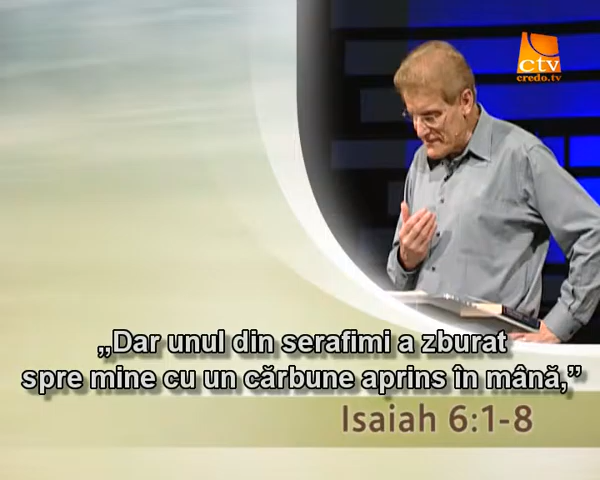 ctv
credo.tv
„Dar unul din serafimi a zburat
spre mine cu un cărbune aprins în mână,”
Isaiah 6:1-8